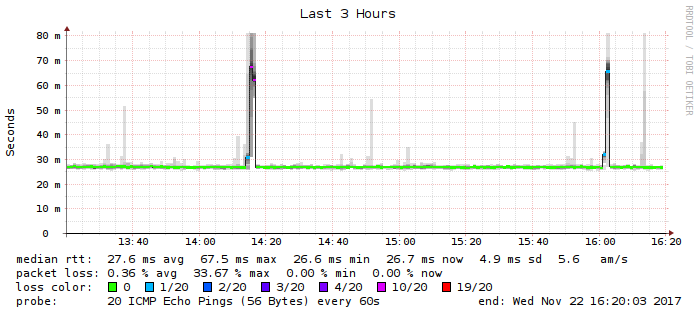 Last 3 Hours
RRDTOOL / TOBI OETIKER
Seconds
80 m
70 m
60 m
50 m
40 m
30 m
20 m
10 m
0
13:40 14:00 14:20 14:40 15:00 15:20 15:40 16:00 16:20
median rtt: 27.6 ms avg 67.5 ms max 26.6 ms min 26.7 ms now 4.9 ms sd 5.6 am/s
packet loss: 0.36 % avg 33.67 % max 0.00 % min 0.00 % now
loss color: 0 1/20 2/20 3/20 4/20 10/20 19/20
probe: 20 ICMP Echo Pings (56 Bytes) every 60s end: Wed Nov 22 16:20:03 2017